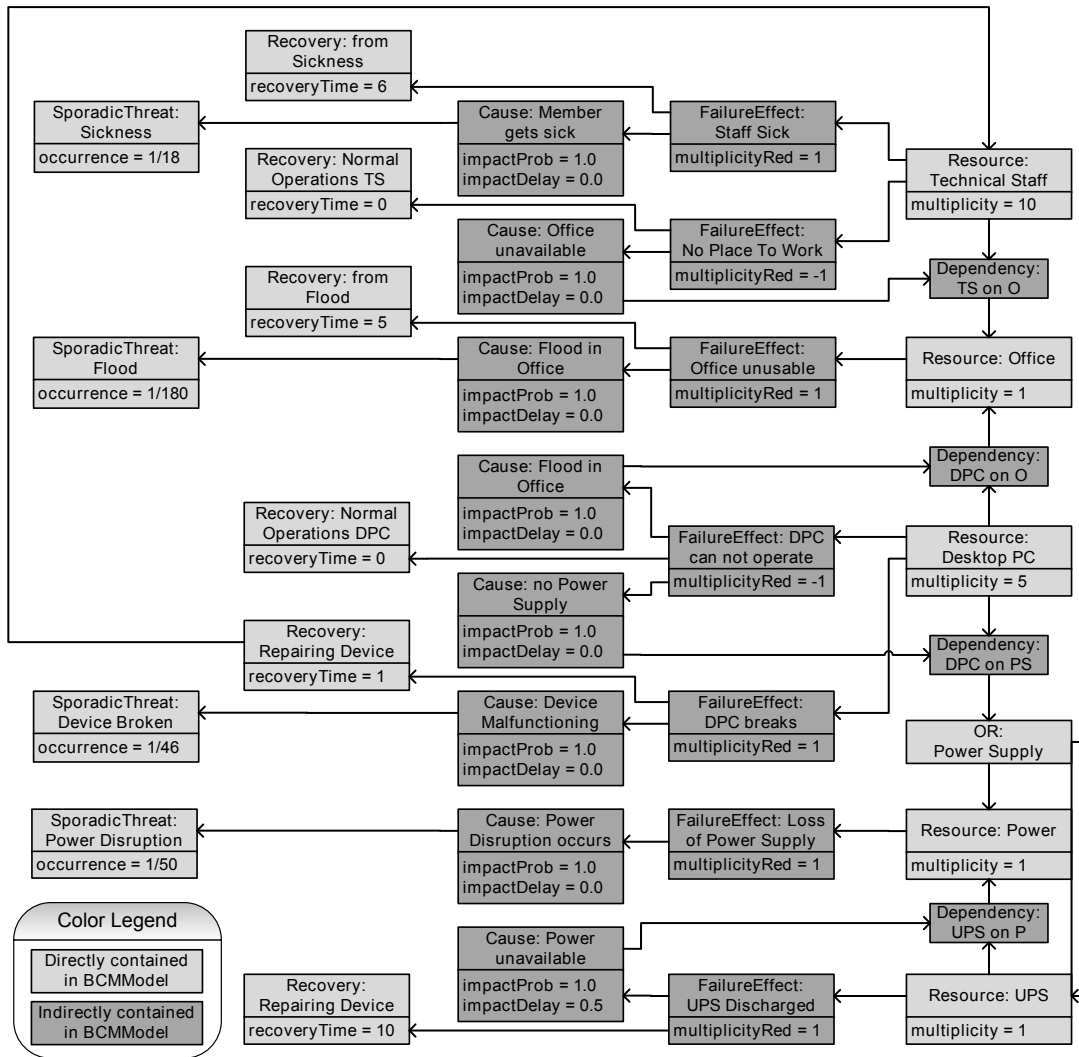 Recovery: from
Sickness
recoveryTime = 6
SporadicThreat:
Sickness
occurrence = 1/18
Cause: Member
gets sick
impactProb = 1.0
impactDelay = 0.0
FailureEffect:
Staff Sick
multiplicityRed = 1
Resource:
Technical Staff
multiplicity = 10
Recovery: Normal
Operations TS
recoveryTime = 0
Cause: Office
unavailable
impactProb = 1.0
impactDelay = 0.0
FailureEffect:
No Place To Work
multiplicityRed = -1
Dependency:
TS on O
Recovery: from
Flood
recoveryTime = 5
SporadicThreat:
Flood
occurrence = 1/180
Cause: Flood in
Office
impactProb = 1.0
impactDelay = 0.0
FailureEffect:
Office unusable
multiplicityRed = 1
Resource: Office
multiplicity = 1
Dependency:
DPC on O
Cause: Flood in
Office
impactProb = 1.0
impactDelay = 0.0
Recovery: Normal
Operations DPC
recoveryTime = 0
FailureEffect: DPC
can not operate
multiplicityRed = -1
Resource:
Desktop PC
multiplicity = 5
Cause: no Power
Supply
impactProb = 1.0
impactDelay = 0.0
Dependency:
DPC on PS
Recovery:
Repairing Device
recoveryTime = 1
SporadicThreat:
Device Broken
occurrence = 1/46
Cause: Device
Malfunctioning
impactProb = 1.0
impactDelay = 0.0
FailureEffect:
DPC breaks
multiplicityRed = 1
OR:
Power Supply
SporadicThreat:
Power Disruption
occurrence = 1/50
Cause: Power
Disruption occurs
impactProb = 1.0
impactDelay = 0.0
FailureEffect: Loss
of Power Supply
multiplicityRed = 1
Resource: Power
multiplicity = 1
Dependency:
UPS on P
Cause: Power
unavailable
impactProb = 1.0
impactDelay = 0.5
Recovery:
Repairing Device
recoveryTime = 10
FailureEffect:
UPS Discharged
multiplicityRed = 1
Resource: UPS
multiplicity = 1
Color Legend
Directly contained
in BCMModel
Indirectly contained
in BCMModel